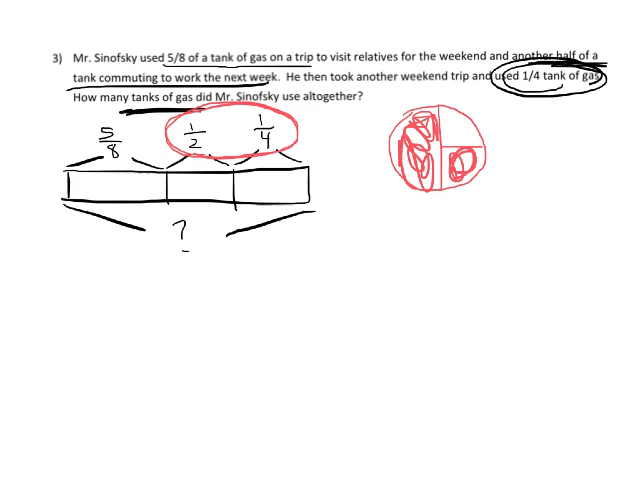 3) Mr. Sinofsky used 5/8 of a tank of gas on a trip to visit relatives for the weekend and another half of a
tank commuting to work the next week. He then took another weekend trip and used 1/4 tank of gas.
How many tanks of gas did Mr. Sinofsky use altogether?
5/8 1/2 1/4
?